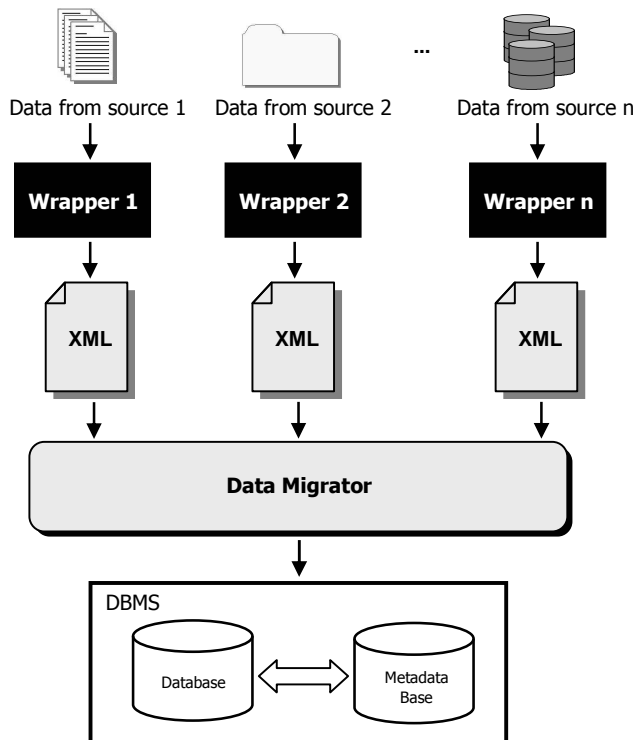 ...
Data from source 1
Data from source 2
Data from source n
Wrapper 1
Wrapper 2
Wrapper n
XML
XML
XML
Data Migrator
DBMS
Database
Metadata
Base